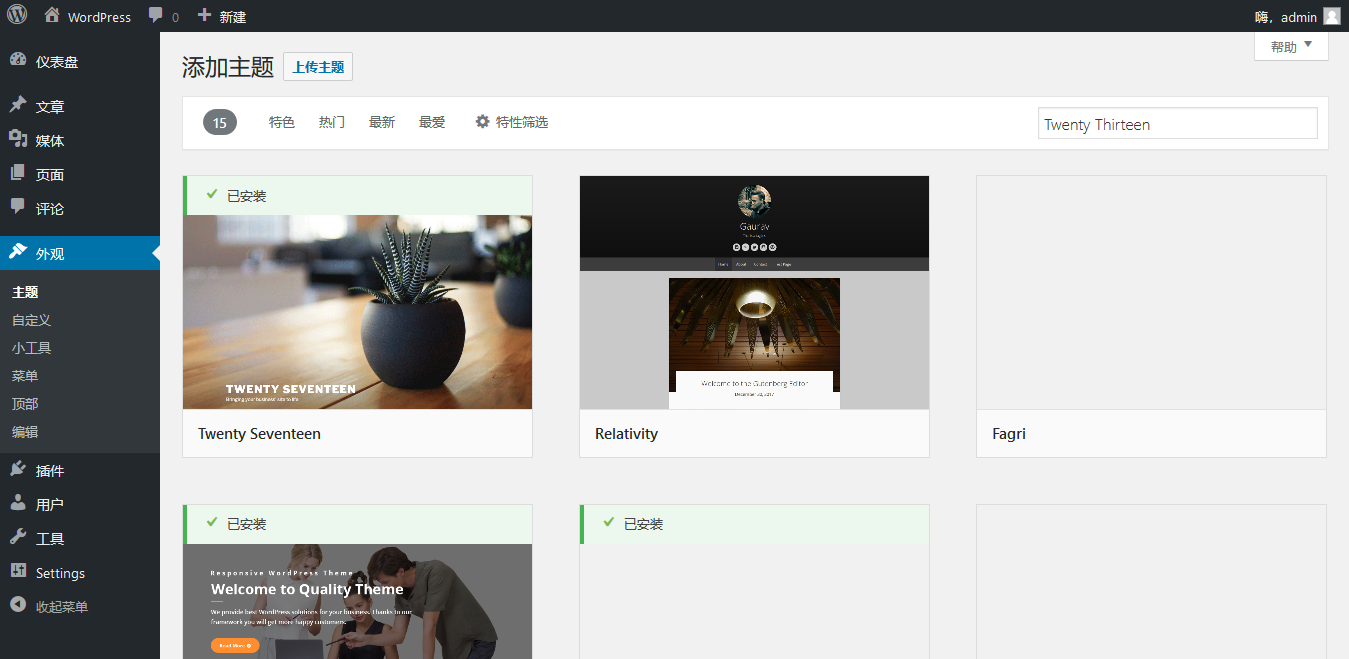 WordPress 0 新建 嗨，admin
帮助
仪表盘
文章
媒体
页面
评论
外观
主题
自定义
小工具
菜单
顶部
编辑
插件
用户
工具
Settings
收起菜单
添加主题 上传主题
15 特色 热门 最新 最爱 特性筛选 Twenty Thirteen
已安装
TWENTY SEVENTEEN
Bringing your business' site to life
Twenty Seventeen
Gaurav
Home About Contact Test Page
Welcome to the Gutenberg Editor
December 30, 2017
Relativity
Fagri
已安装
Responsive WordPress Theme
Welcome to Quality Theme
We provide best WordPress solutions for your business. Thanks to our
framework you will get more happy customers.
Read More
已安装